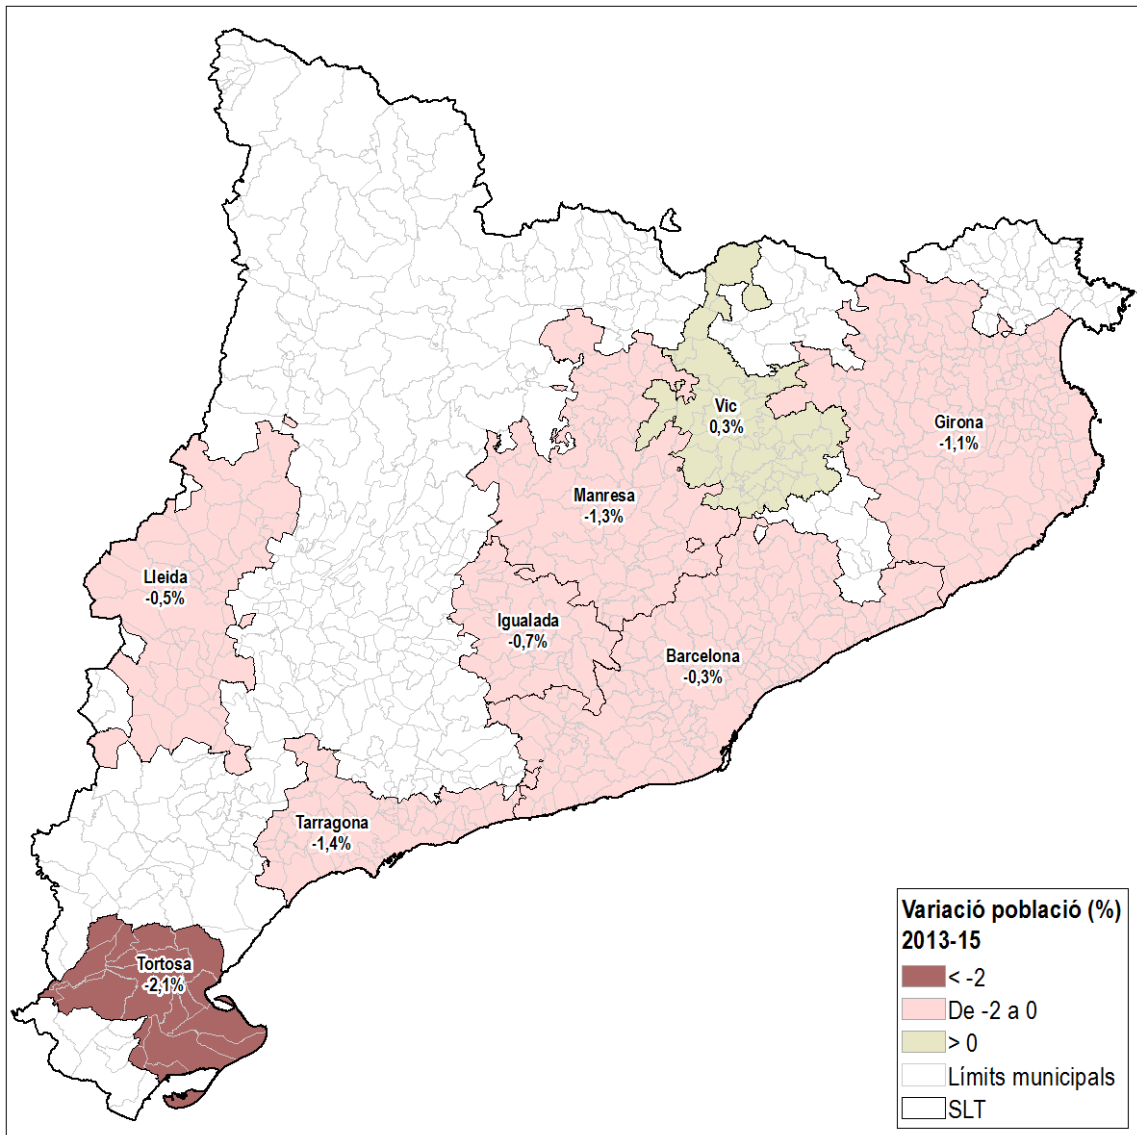 Vic
0,3%
Girona
-1,1%
Manresa
-1,3%
Lleida
-0,5%
Igualada
-0,7%
Barcelona
-0,3%
Tarragona
-1,4%
Tortosa
-2,1%
Variació població (%)
2013-15
< -2
De -2 a 0
> 0
Límits municipals
SLT